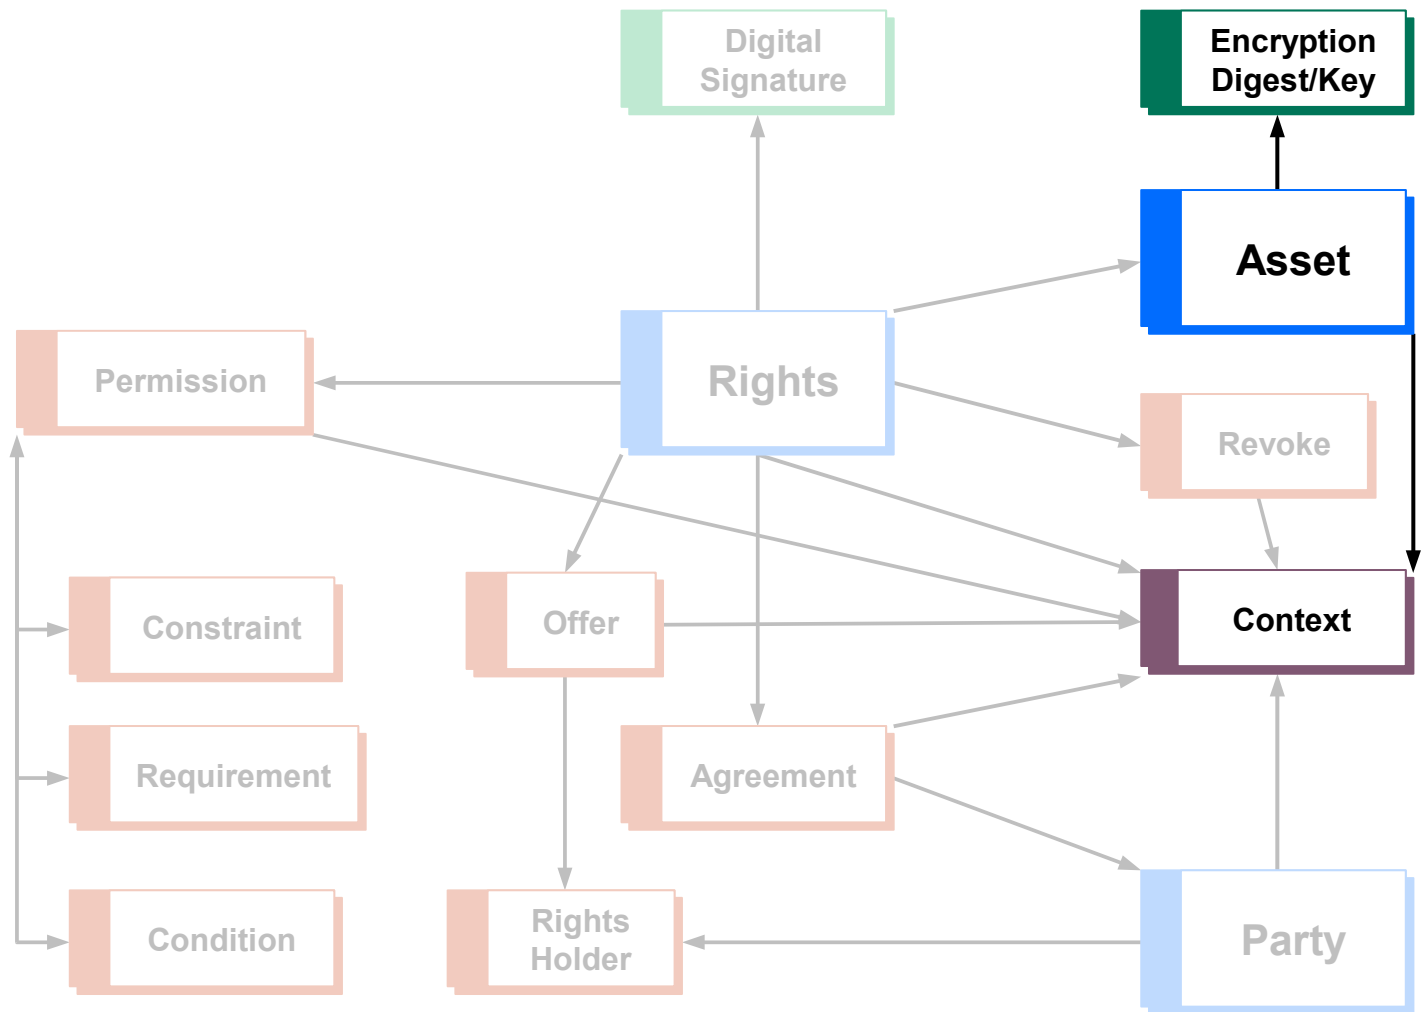 Digital
Signature
Encryption
Digest/Key
Asset
Permission
Rights
Revoke
Constraint
Offer
Context
Requirement
Agreement
Condition
Rights
Holder
Party